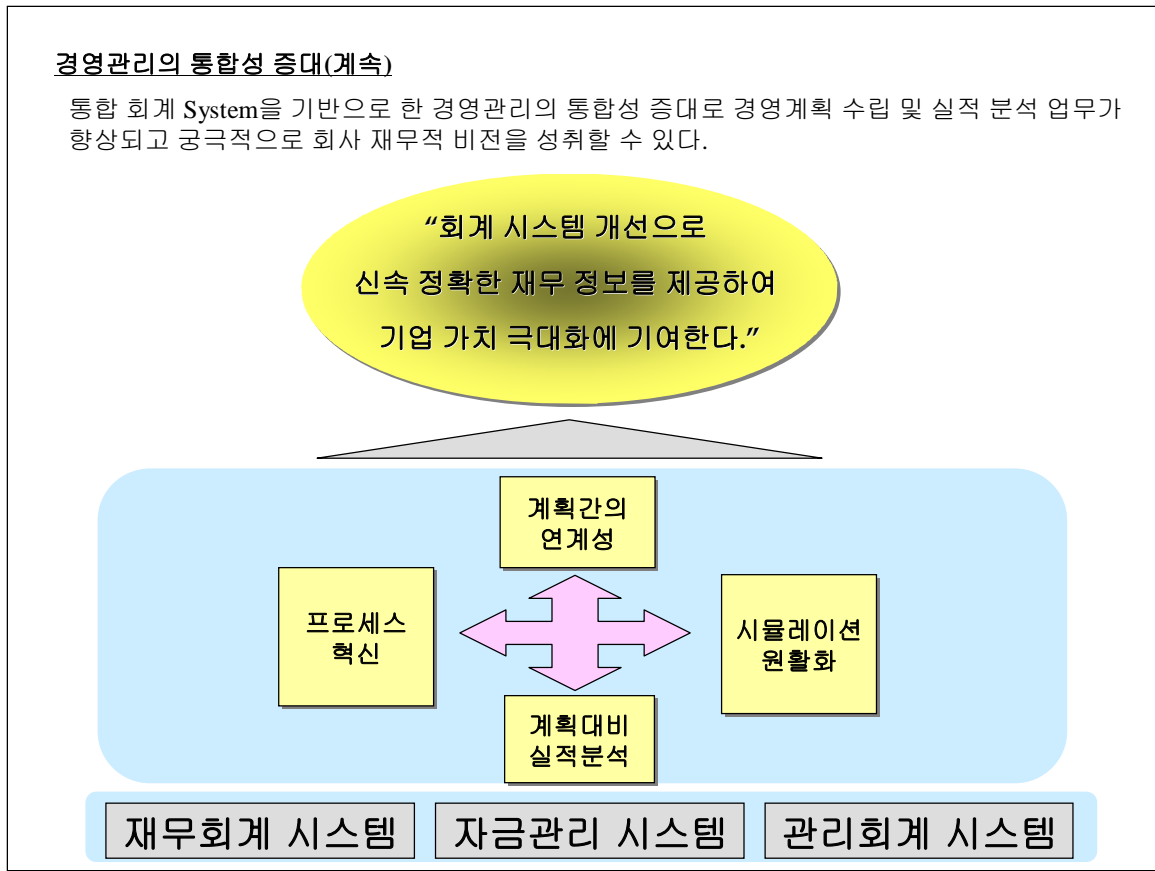 경영관리의 통합성 증대(계속)
통합 회계 System을 기반으로 한 경영관리의 통합성 증대로 경영계획 수립 및 실적 분석 업무가
향상되고 궁극적으로 회사 재무적 비전을 성취할 수 있다.
“회계 시스템 개선으로
신속 정확한 재무 정보를 제공하여
기업 가치 극대화에 기여한다.”
계획간의
연계성
프로세스
혁신
시뮬레이션
원활화
계획대비
실적분석
재무회계 시스템
자금관리 시스템
관리회계 시스템